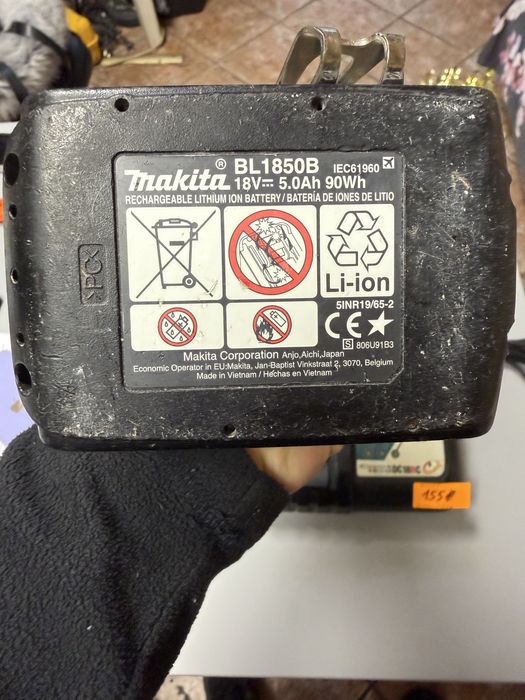 BL1850B IEC61960
® makita 18V⎓ 5.0Ah 90Wh
RECHARGEABLE LITHIUM ION BATTERY / BATERÍA DE IONES DE LITIO
Li-ion
5INR19/65-2
CE
S 806U91B3
Makita Corporation Anjo,Aichi,Japan
Economic Operator in EU:Makita, Jan-Baptist Vinkstraat 2, 3070, Belgium
Made in Vietnam / Hechas en Vietnam
>PC<
DC18RC
155#